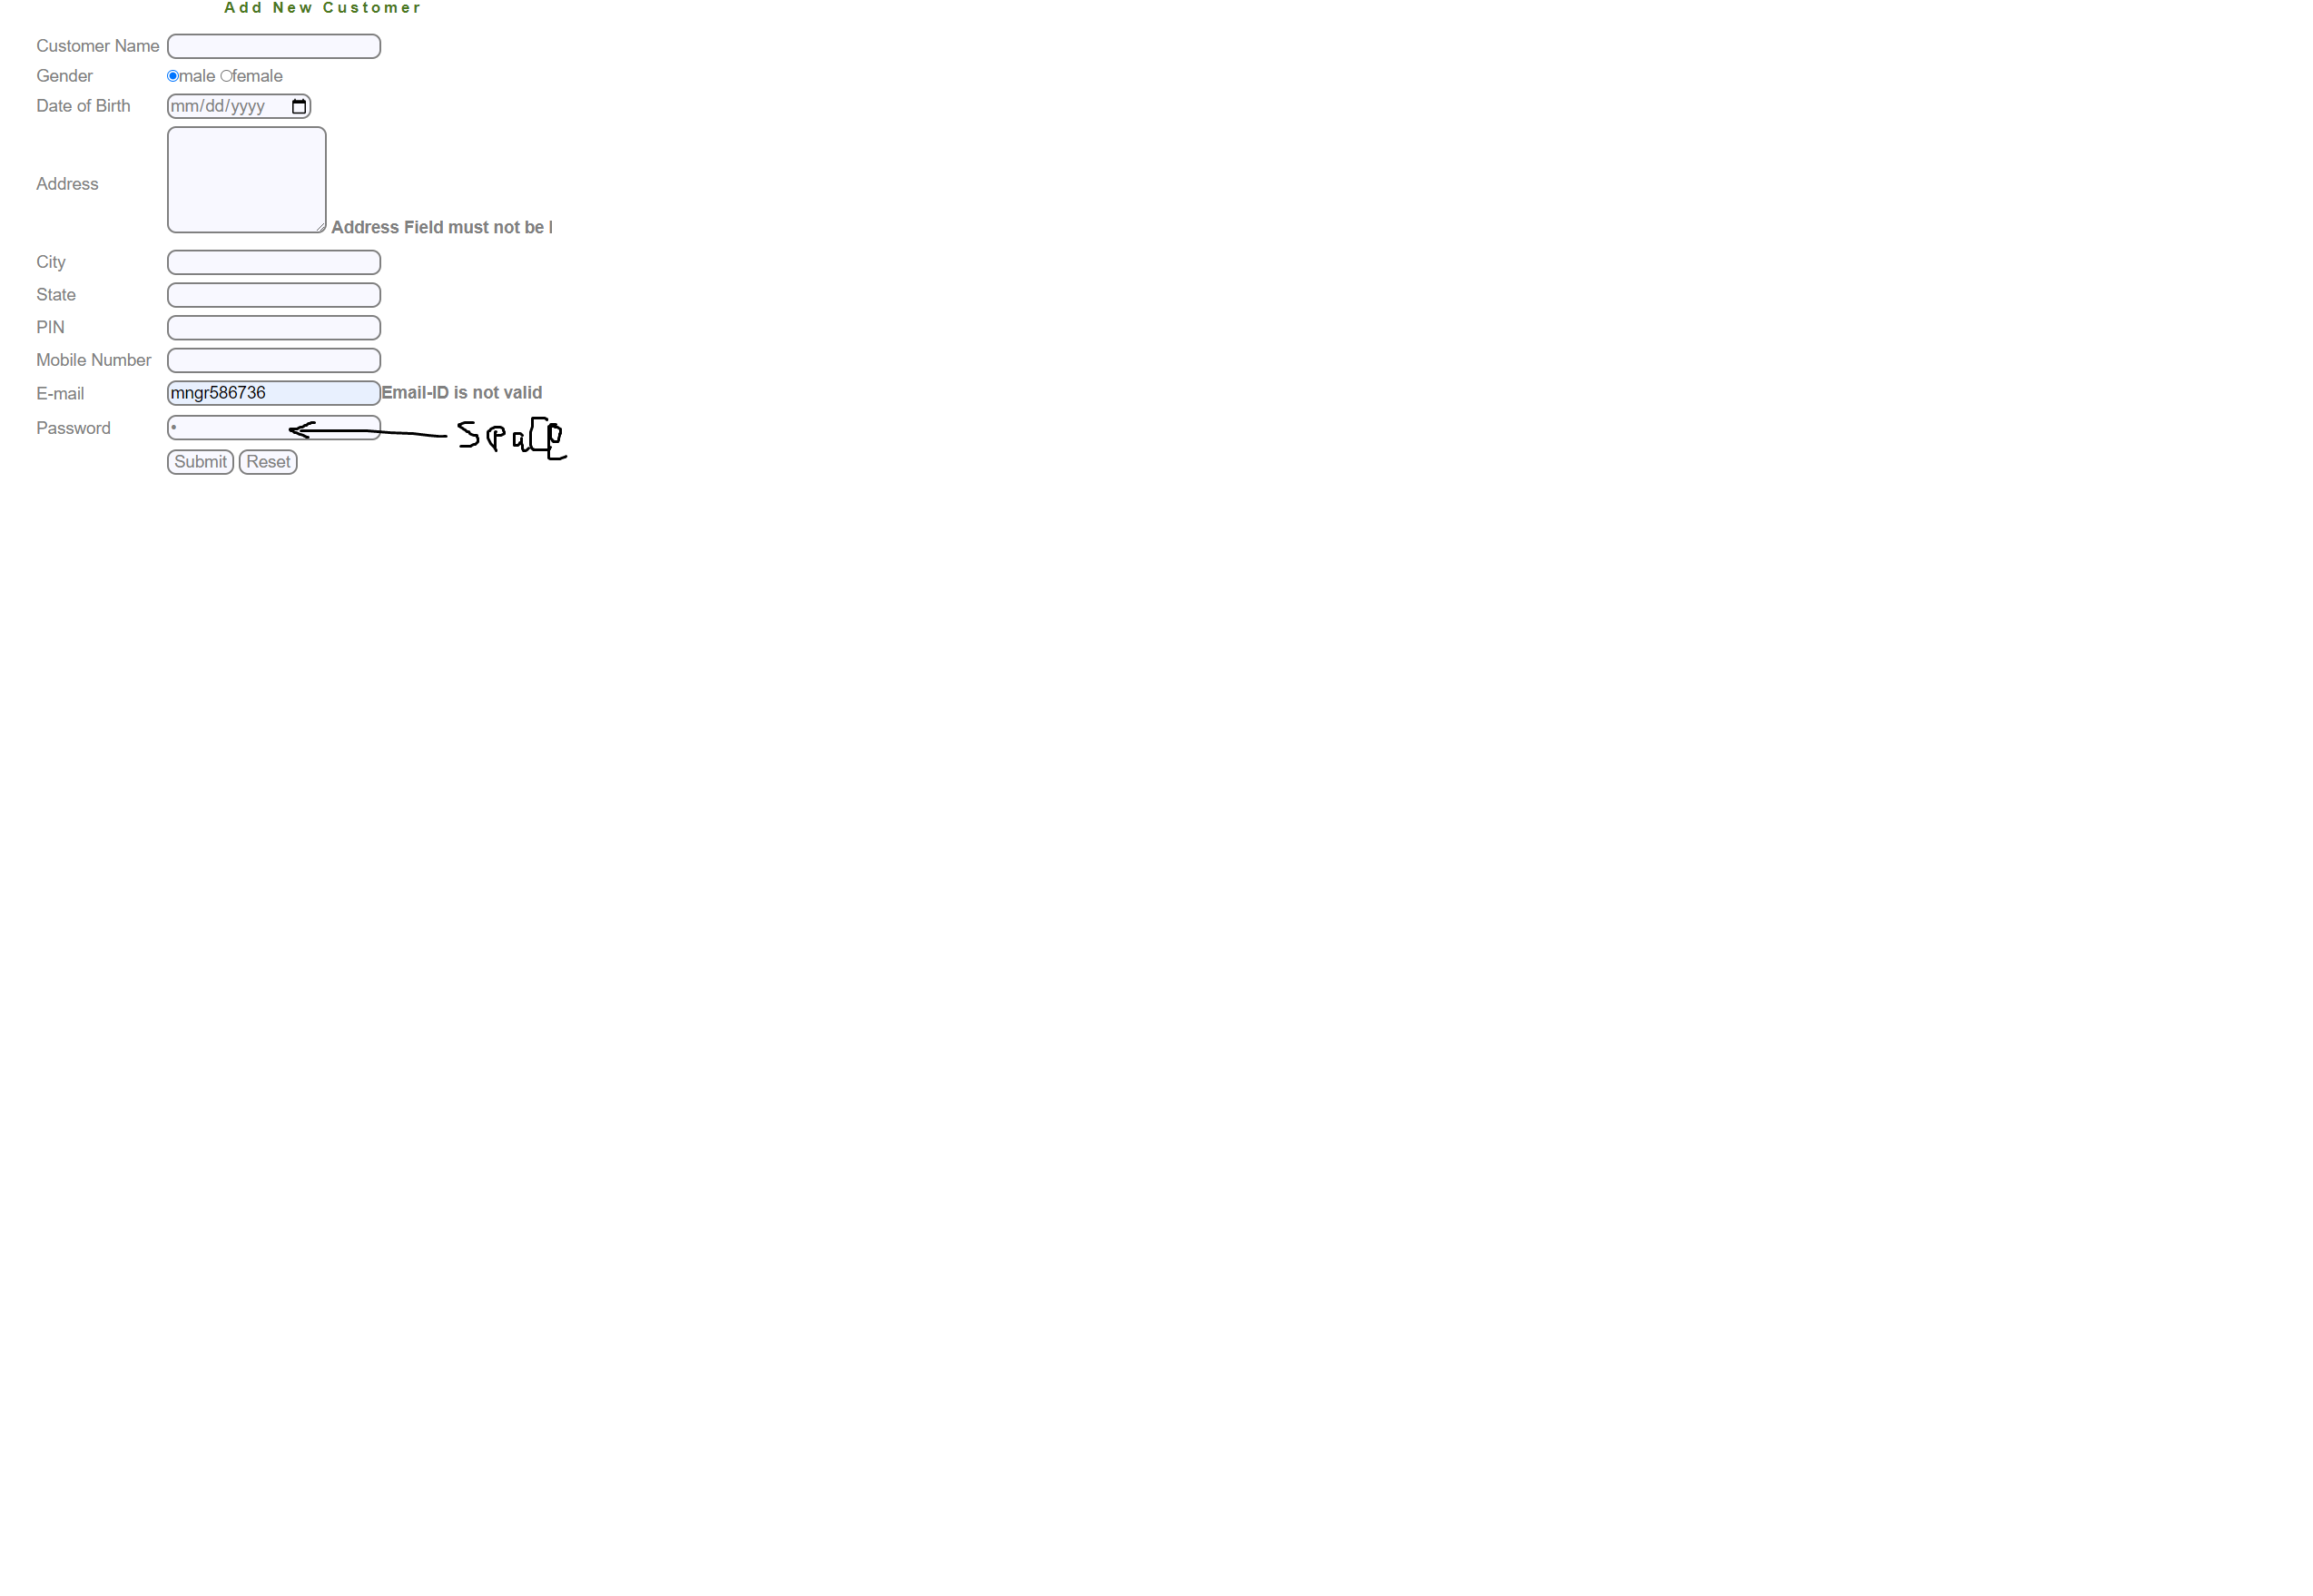 Add New Customer
Customer Name
Gender male female
Date of Birth mm/dd/yyyy
Address Address Field must not be
City
State
PIN
Mobile Number
E-mail mngr586736 Email-ID is not valid
Password • Space
Submit Reset